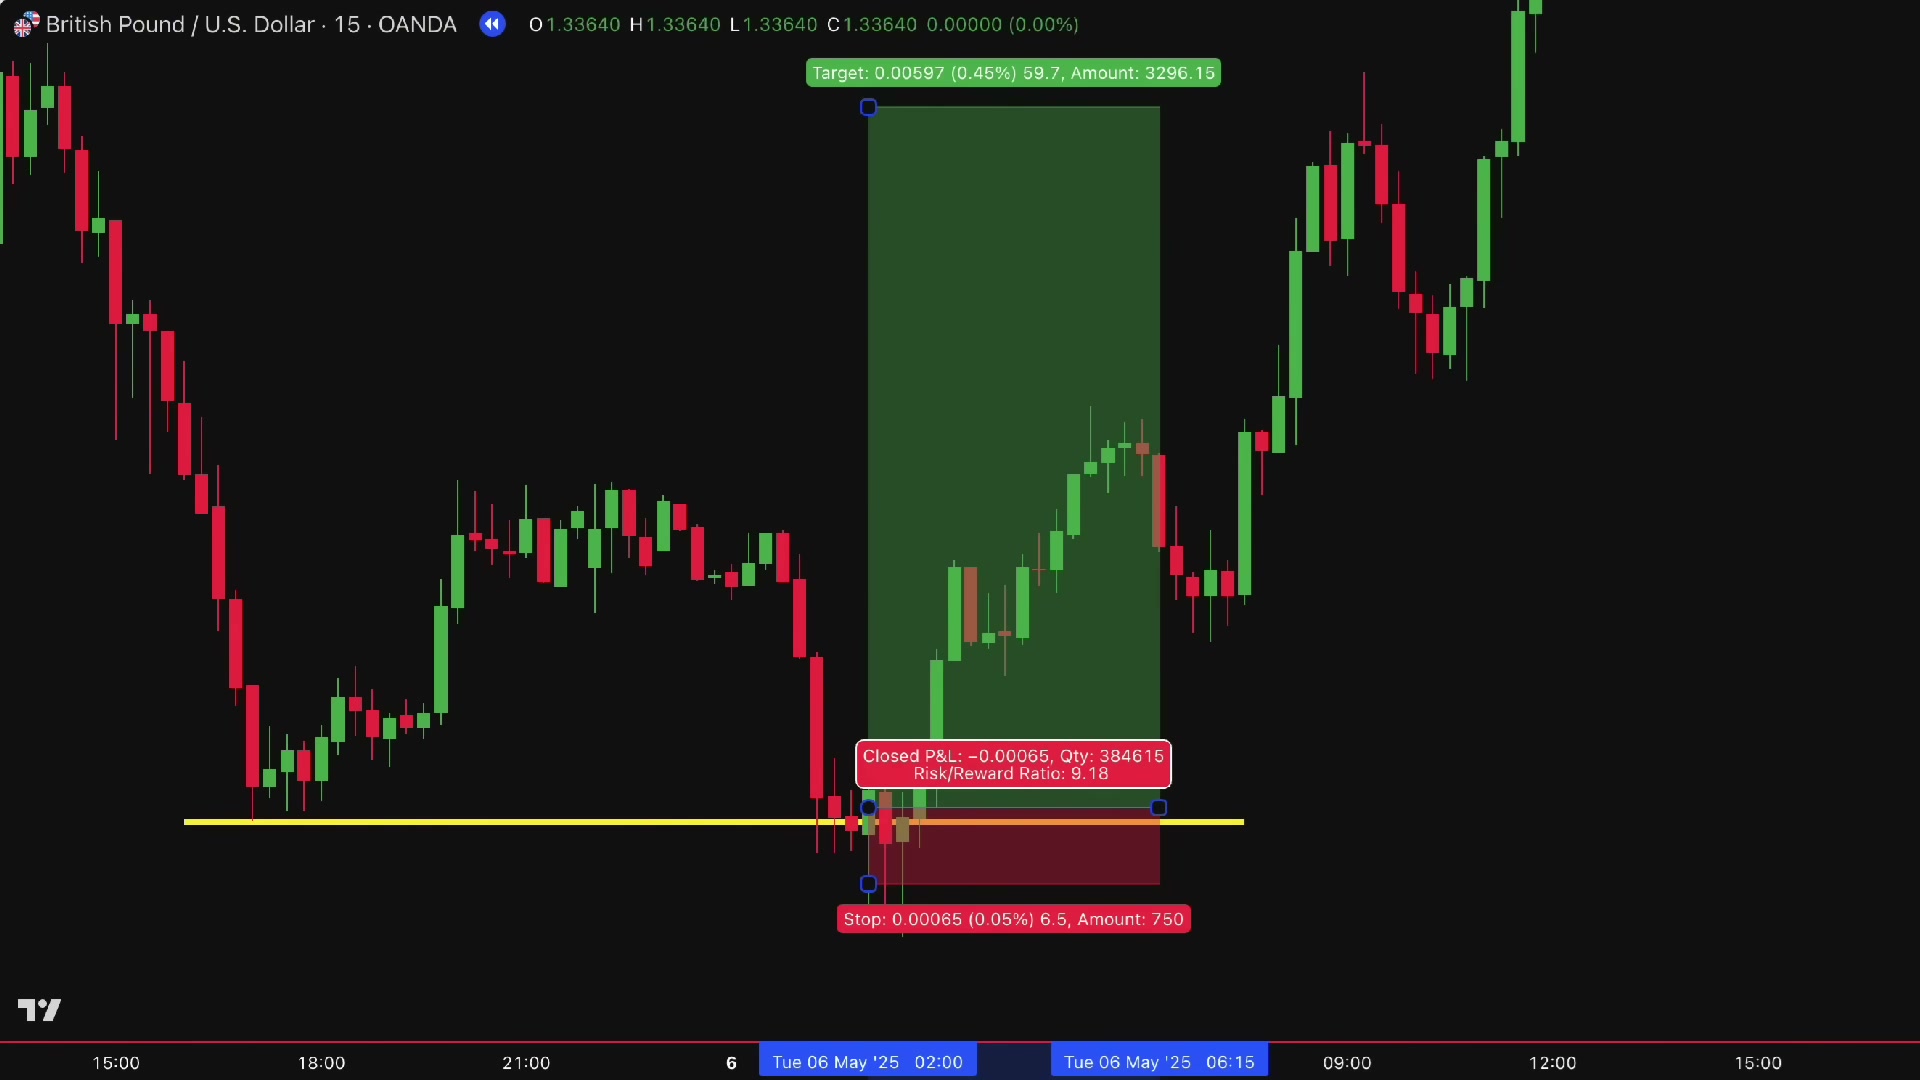 British Pound / U.S. Dollar · 15 · OANDA O1.33640 H1.33640 L1.33640 C1.33640 0.00000 (0.00%)
Target: 0.00597 (0.45%) 59.7, Amount: 3296.15
Closed P&L: −0.00065, Qty: 384615
Risk/Reward Ratio: 9.18
Stop: 0.00065 (0.05%) 6.5, Amount: 750
15:00 18:00 21:00 6 Tue 06 May '25 02:00 Tue 06 May '25 06:15 09:00 12:00 15:00